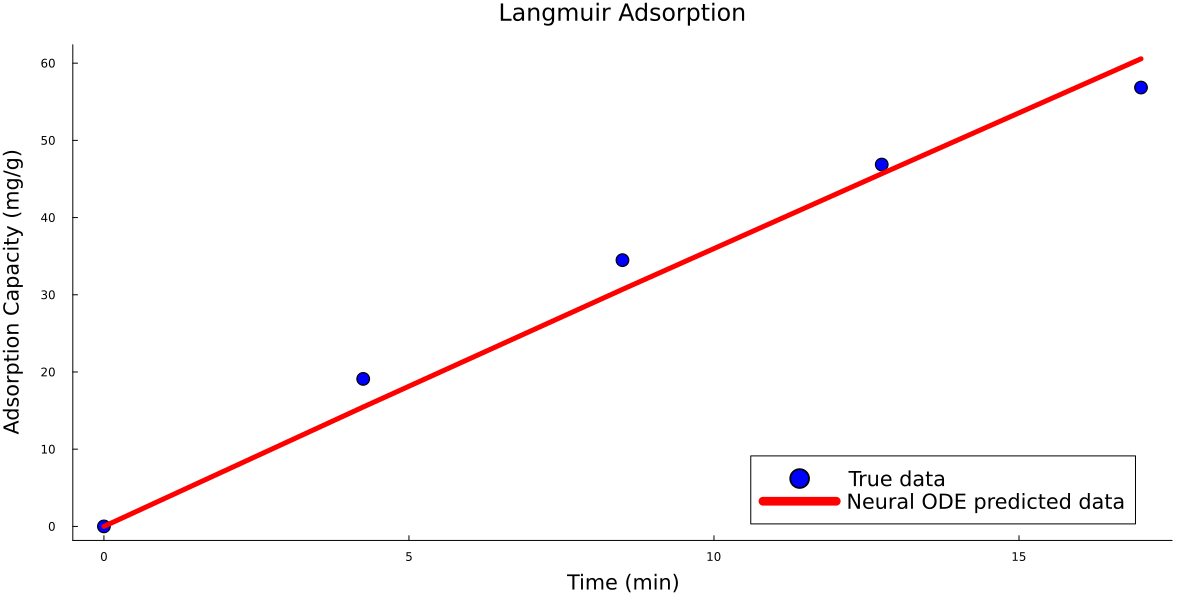 Langmuir Adsorption
Adsorption Capacity (mg/g)
60
50
40
30
20
10
0
0
5
10
15
Time (min)
True data
Neural ODE predicted data